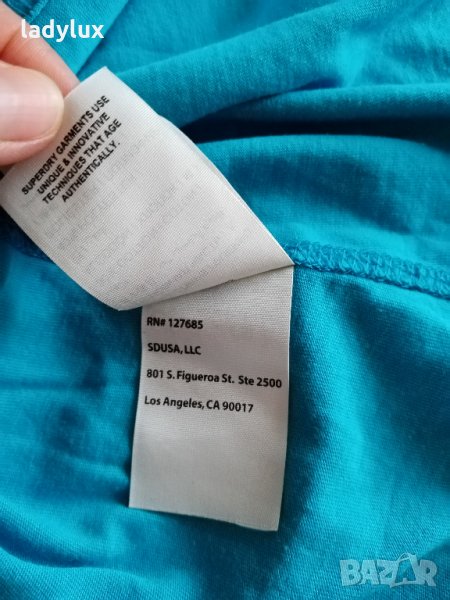 ladylux
SUPERDRY GARMENTS USE
UNIQUE & INNOVATIVE
TECHNIQUES THAT AGE
AUTHENTICALLY.
RN# 127685
SDUSA, LLC
801 S. Figueroa St. Ste 2500
Los Angeles, CA 90017
BAZAR